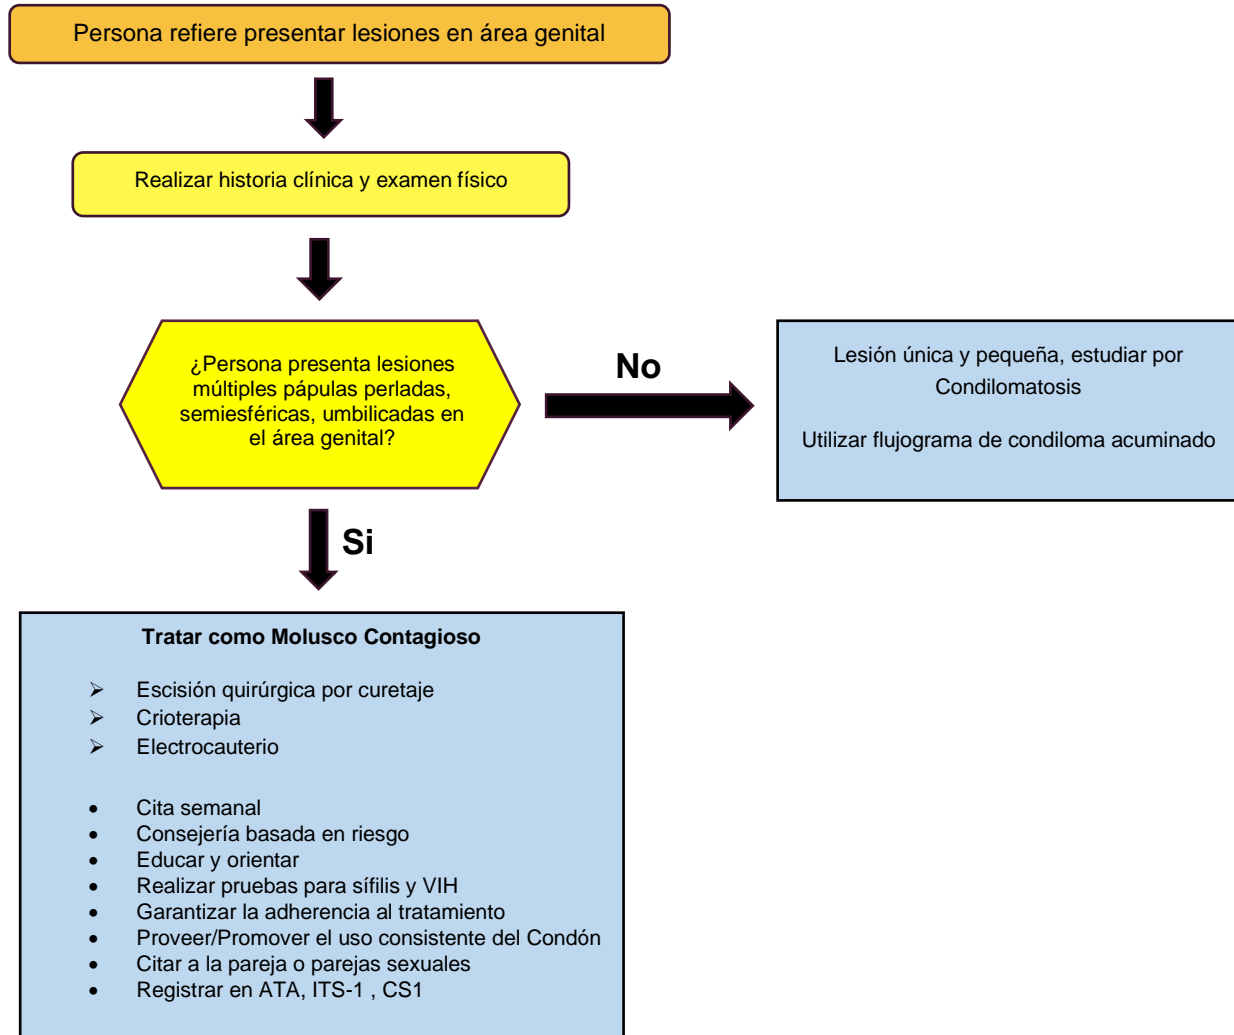 Persona refiere presentar lesiones en área genital
Realizar historia clínica y examen físico
¿Persona presenta lesiones
múltiples pápulas perladas,
semiesféricas, umbilicadas en
el área genital?
No
Lesión única y pequeña, estudiar por
Condilomatosis
Utilizar flujograma de condiloma acuminado
Si
Tratar como Molusco Contagioso
➢ Escisión quirúrgica por curetaje
➢ Crioterapia
➢ Electrocauterio
• Cita semanal
• Consejería basada en riesgo
• Educar y orientar
• Realizar pruebas para sífilis y VIH
• Garantizar la adherencia al tratamiento
• Proveer/Promover el uso consistente del Condón
• Citar a la pareja o parejas sexuales
• Registrar en ATA, ITS-1 , CS1